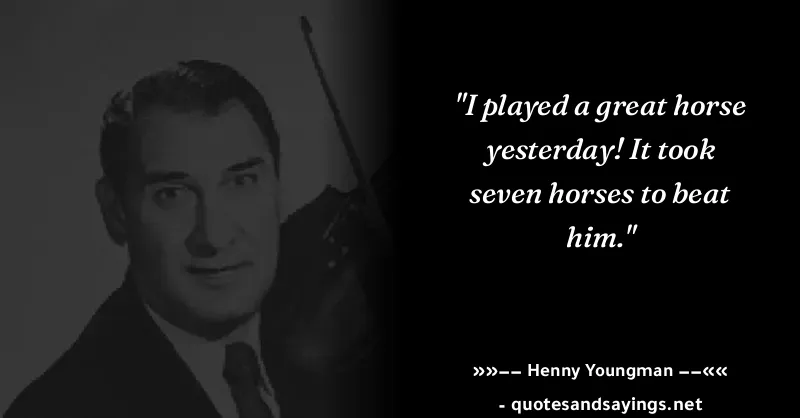 "I played a great horse
yesterday! It took
seven horses to beat
him."
»»–– Henny Youngman ––««
- quotesandsayings.net